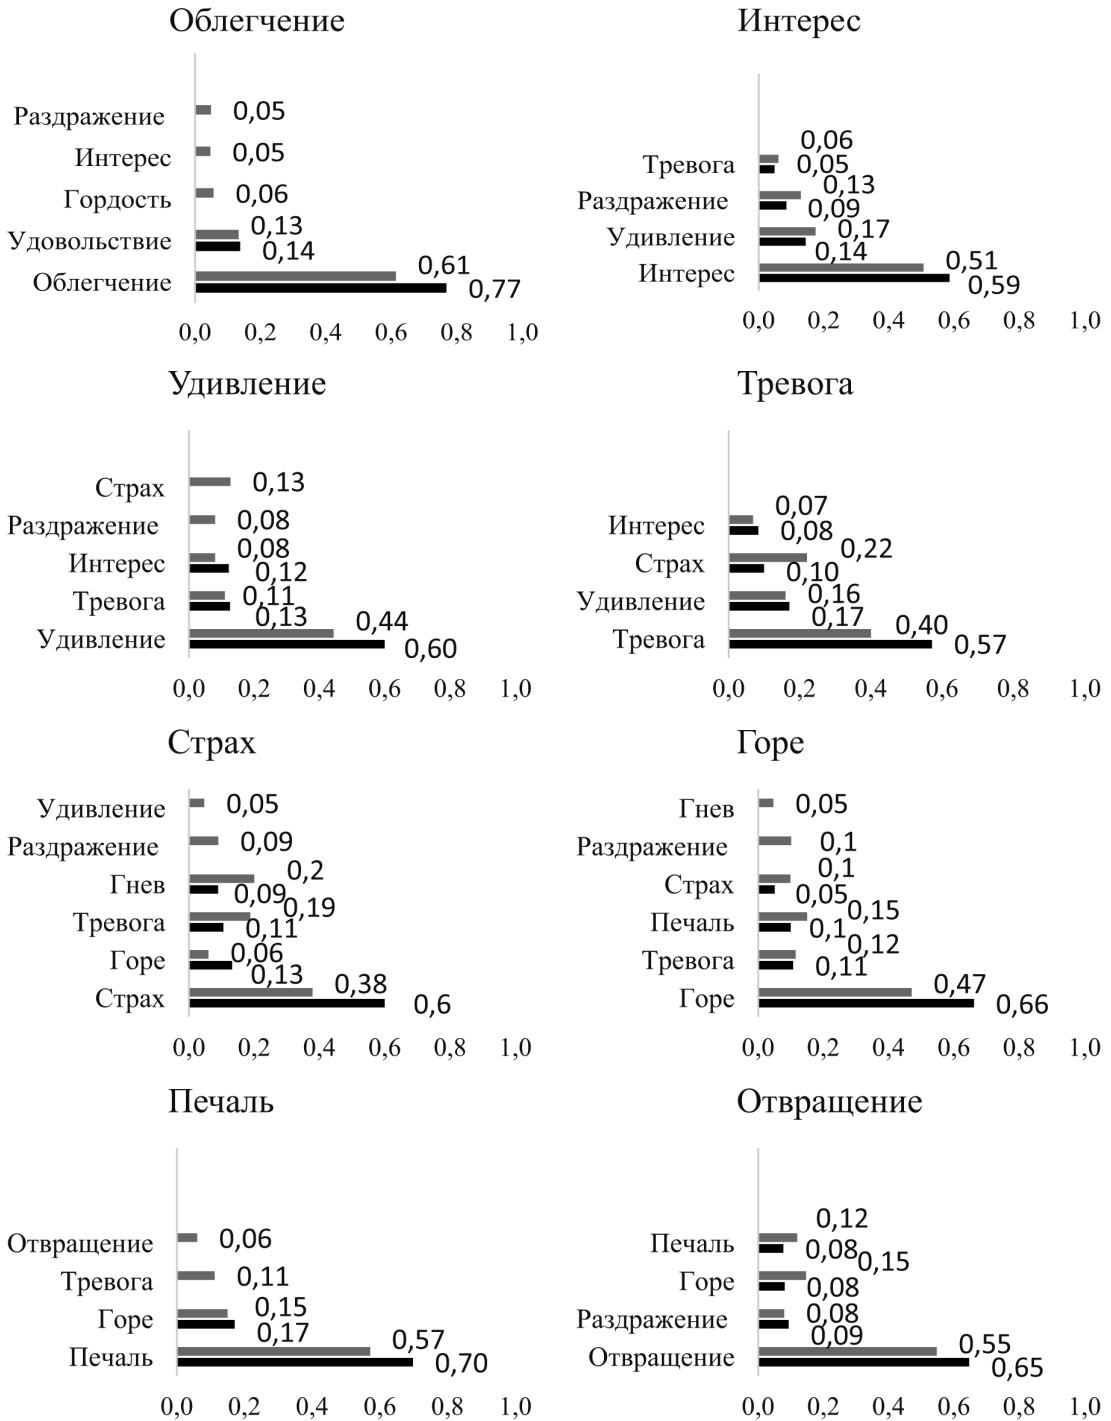 Облегчение
Раздражение 0,05
Интерес 0,05
Гордость 0,06
Удовольствие 0,13
0,14
Облегчение 0,61
0,77
0,0 0,2 0,4 0,6 0,8 1,0
Интерес
Тревога 0,06
0,05
Раздражение 0,13
0,09
Удивление 0,17
0,14
Интерес 0,51
0,59
0,0 0,2 0,4 0,6 0,8 1,0
Удивление
Страх 0,13
Раздражение 0,08
Интерес 0,08
0,12
Тревога 0,11
0,13
Удивление 0,44
0,60
0,0 0,2 0,4 0,6 0,8 1,0
Тревога
Интерес 0,07
0,08
Страх 0,22
0,10
Удивление 0,16
0,17
Тревога 0,40
0,57
0,0 0,2 0,4 0,6 0,8 1,0
Страх
Удивление 0,05
Раздражение 0,09
Гнев 0,2
0,09
Тревога 0,19
0,11
Горе 0,06
0,13
Страх 0,38
0,6
0,0 0,2 0,4 0,6 0,8 1,0
Горе
Гнев 0,05
Раздражение 0,1
Страх 0,1
0,05
Печаль 0,15
0,1
Тревога 0,12
0,11
Горе 0,47
0,66
0,0 0,2 0,4 0,6 0,8 1,0
Печаль
Отвращение 0,06
Тревога 0,11
Горе 0,15
0,17
Печаль 0,57
0,70
0,0 0,2 0,4 0,6 0,8 1,0
Отвращение
Печаль 0,12
0,08
Горе 0,15
0,08
Раздражение 0,08
0,09
Отвращение 0,55
0,65
0,0 0,2 0,4 0,6 0,8 1,0